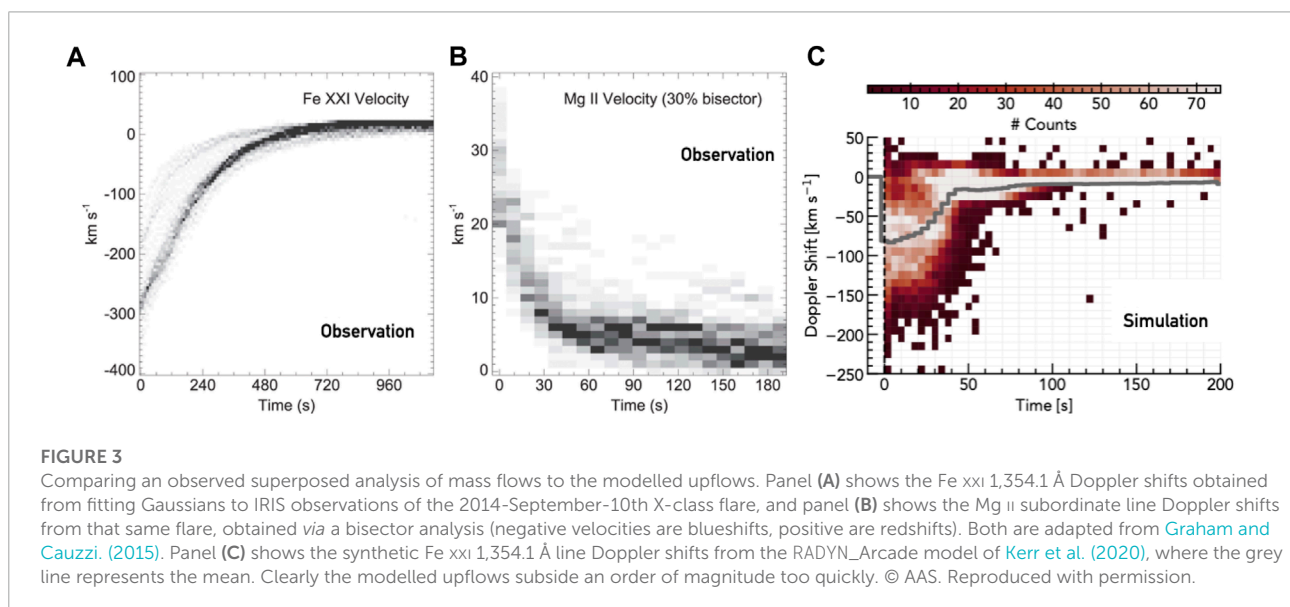 A
B
C
100
0
-100
-200
-300
-400
km s⁻¹
Fe XXI Velocity
Observation
0
240
480
720
960
Time (s)
40
30
20
10
0
km s⁻¹
Mg II Velocity (30% bisector)
Observation
0
30
60
90
120
150
180
Time (s)
10
20
30
40
50
60
70
# Counts
50
0
−50
−100
−150
−200
−250
Doppler Shift [km s⁻¹]
Simulation
0
50
100
150
200
Time [s]
FIGURE 3
Comparing an observed superposed analysis of mass flows to the modelled upflows. Panel (A) shows the Fe XXI 1,354.1 Å Doppler shifts obtained
from fitting Gaussians to IRIS observations of the 2014-September-10th X-class flare, and panel (B) shows the Mg II subordinate line Doppler shifts
from that same flare, obtained via a bisector analysis (negative velocities are blueshifts, positive are redshifts). Both are adapted from Graham and
Cauzzi. (2015). Panel (C) shows the synthetic Fe XXI 1,354.1 Å line Doppler shifts from the RADYN_Arcade model of Kerr et al. (2020), where the grey
line represents the mean. Clearly the modelled upflows subside an order of magnitude too quickly. © AAS. Reproduced with permission.